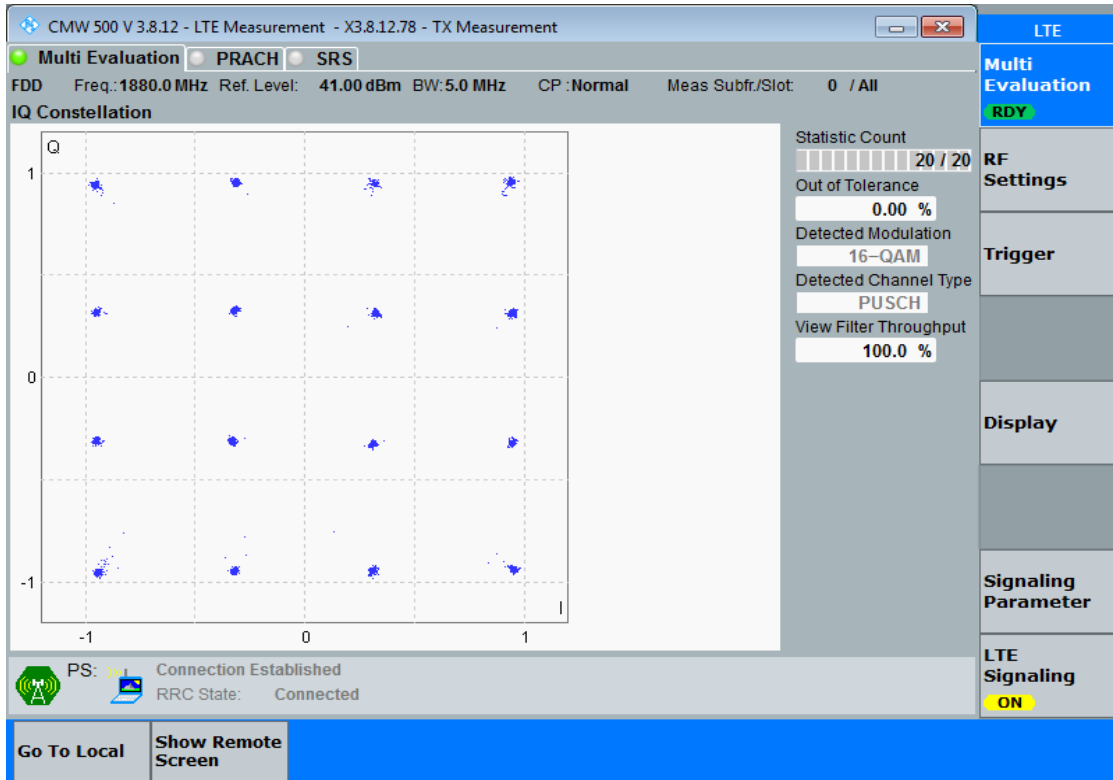 CMW 500 V 3.8.12 - LTE Measurement - X3.8.12.78 - TX Measurement
LTE
Multi Evaluation PRACH SRS
Multi
Evaluation
RDY
FDD Freq.:1880.0 MHz Ref. Level: 41.00 dBm BW:5.0 MHz CP :Normal Meas Subfr./Slot: 0 / All
IQ Constellation
Q
1
0
-1
-1 0 1
I
Statistic Count
20 / 20
Out of Tolerance
0.00 %
Detected Modulation
16-QAM
Detected Channel Type
PUSCH
View Filter Throughput
100.0 %
RF
Settings
Trigger
Display
Signaling
Parameter
LTE
Signaling
ON
PS: Connection Established
RRC State: Connected
Go To Local
Show Remote
Screen